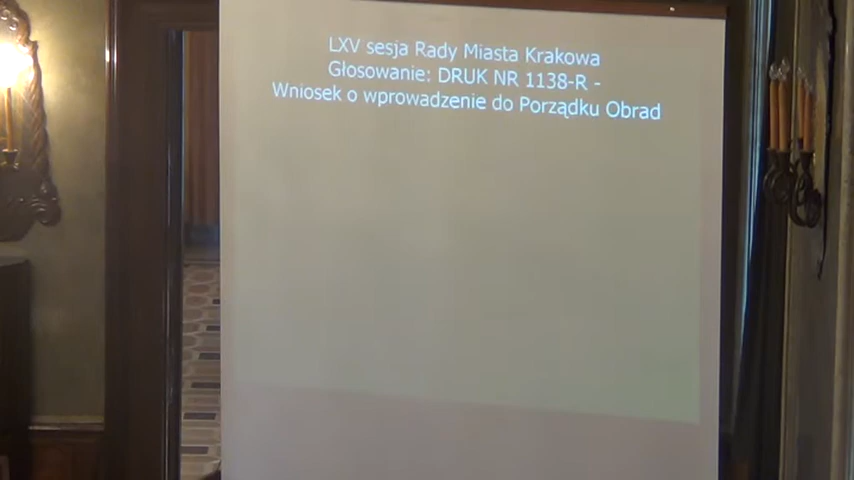 LXV sesja Rady Miasta Krakowa
Głosowanie: DRUK NR 1138-R -
Wniosek o wprowadzenie do Porządku Obrad